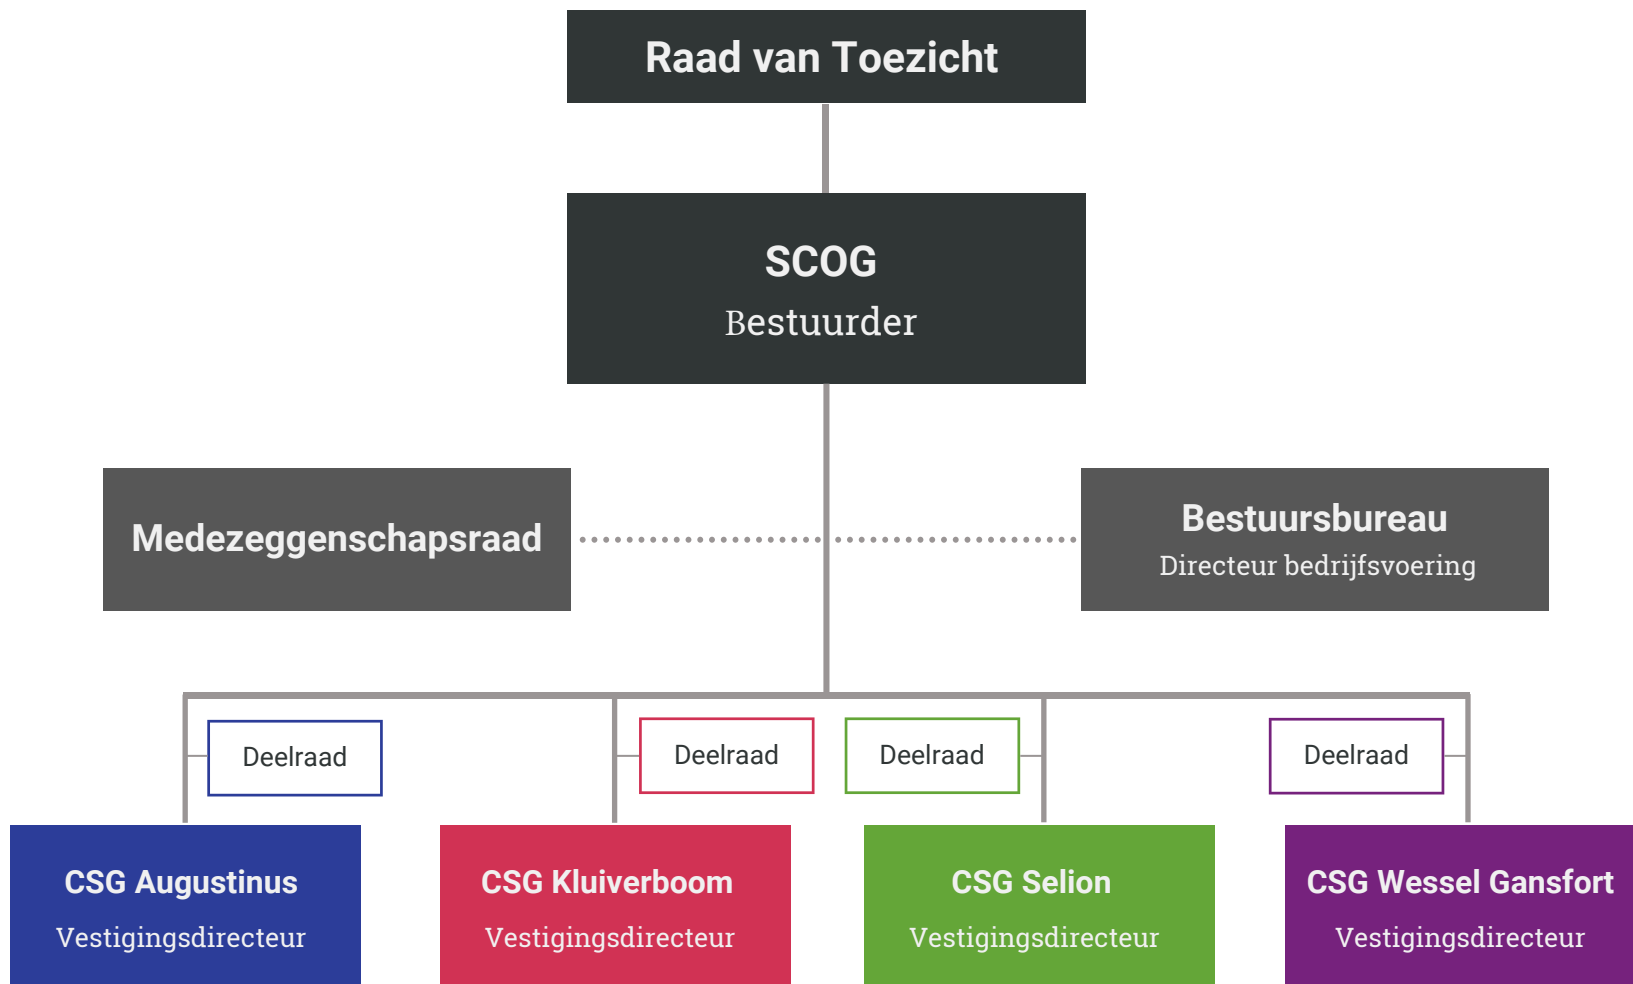 Raad van Toezicht
SCOG
Bestuurder
Medezeggenschapsraad
Bestuursbureau
Directeur bedrijfsvoering
Deelraad
Deelraad
Deelraad
Deelraad
CSG Augustinus
Vestigingsdirecteur
CSG Kluiverboom
Vestigingsdirecteur
CSG Selion
Vestigingsdirecteur
CSG Wessel Gansfort
Vestigingsdirecteur